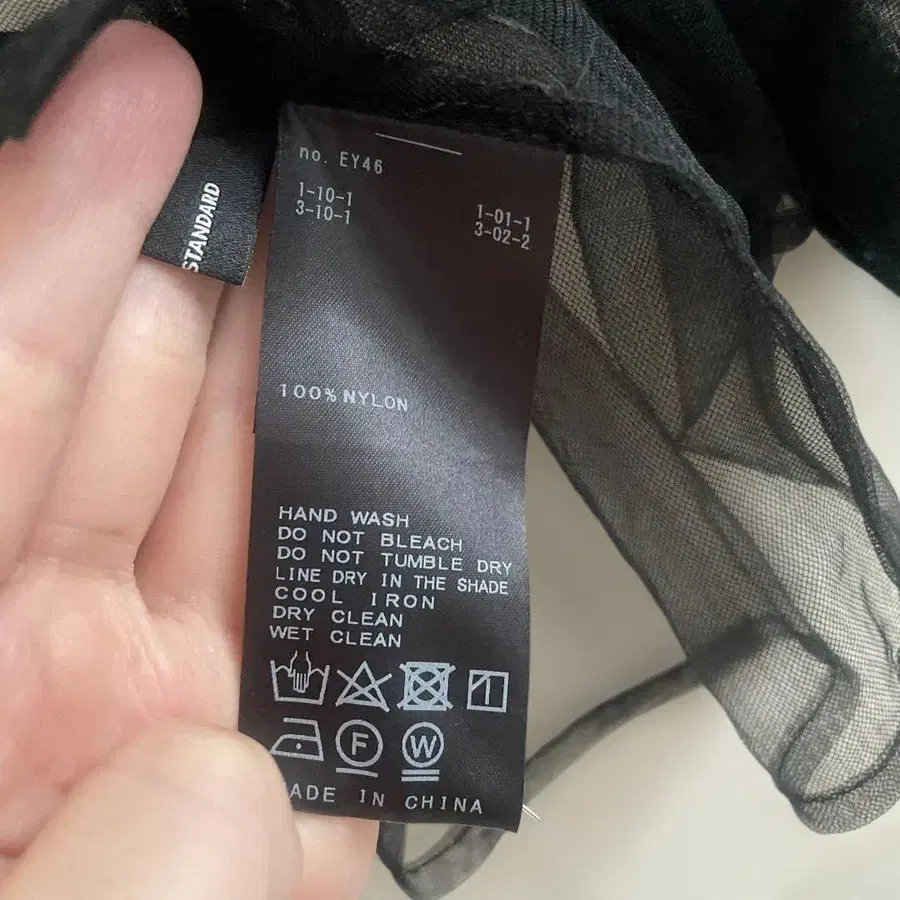 STANDARD
no. EY46
1-10-1
3-10-1
1-01-1
3-02-2
100% NYLON
HAND WASH
DO NOT BLEACH
DO NOT TUMBLE DRY
LINE DRY IN THE SHADE
COOL IRON
DRY CLEAN
WET CLEAN
F
W
ADE IN CHINA